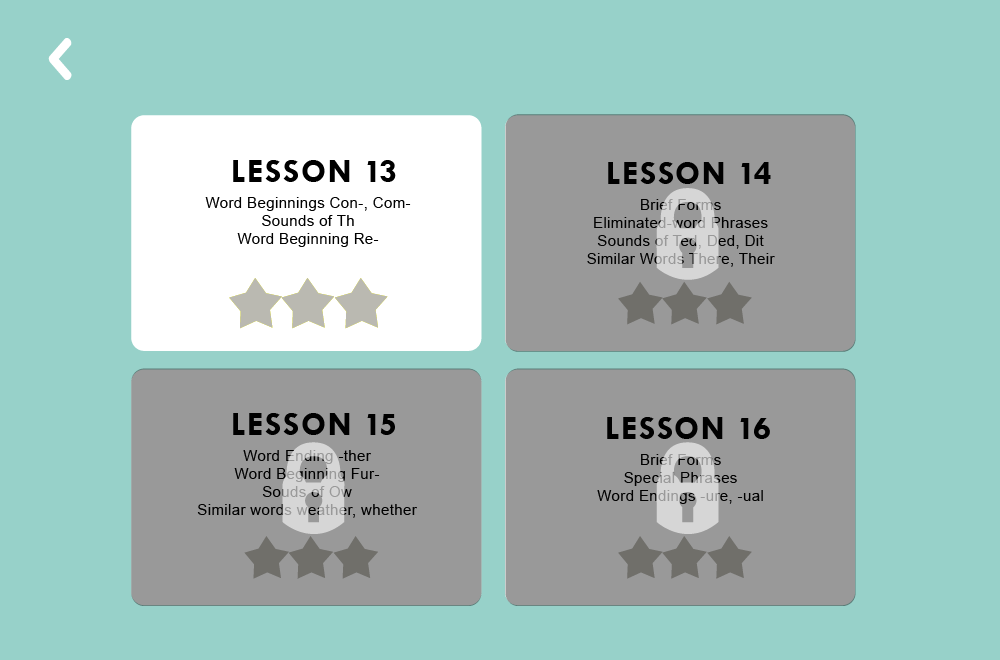 LESSON 13
Word Beginnings Con-, Com-
Sounds of Th
Word Beginning Re-
LESSON 14
Brief Forms
Eliminated-word Phrases
Sounds of Ted, Ded, Dit
Similar Words There, Their
LESSON 15
Word Ending -ther
Word Beginning Fur-
Souds of Ow
Similar words weather, whether
LESSON 16
Brief Forms
Special Phrases
Word Endings -ure, -ual